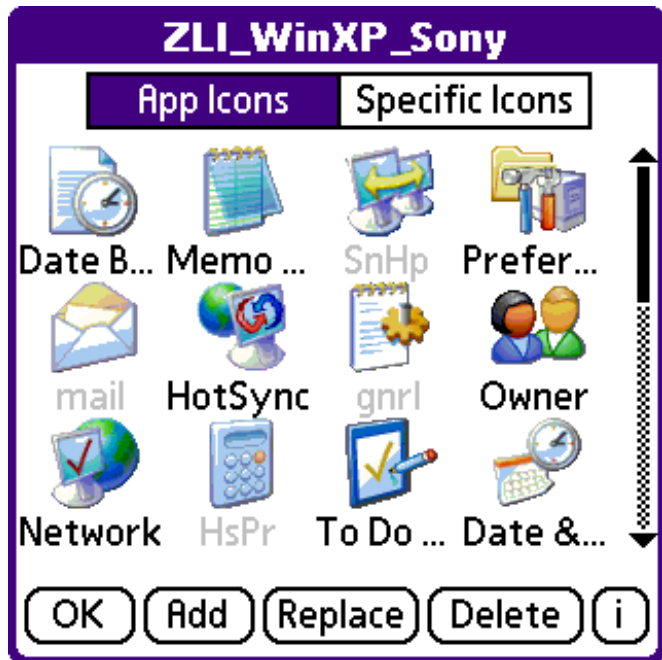 ZLI_WinXP_Sony
App Icons Specific Icons
Date B... Memo ... SnHp Prefer...
mail HotSync gnrl Owner
Network HsPr To Do ... Date &...
OK Add Replace Delete i